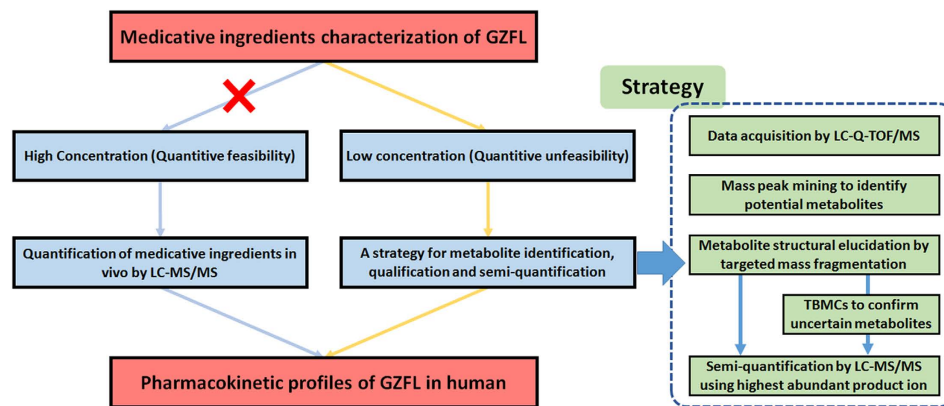 Medicative ingredients characterization of GZFL
Strategy
High Concentration (Quantitive feasibility)
Low concentration (Quantitive unfeasibility)
Quantification of medicative ingredients in
vivo by LC-MS/MS
A strategy for metabolite identification,
qualification and semi-quantification
Pharmacokinetic profiles of GZFL in human
Data acquisition by LC-Q-TOF/MS
Mass peak mining to identify
potential metabolites
Metabolite structural elucidation by
targeted mass fragmentation
TBMCs to confirm
uncertain metabolites
Semi-quantification by LC-MS/MS
using highest abundant product ion